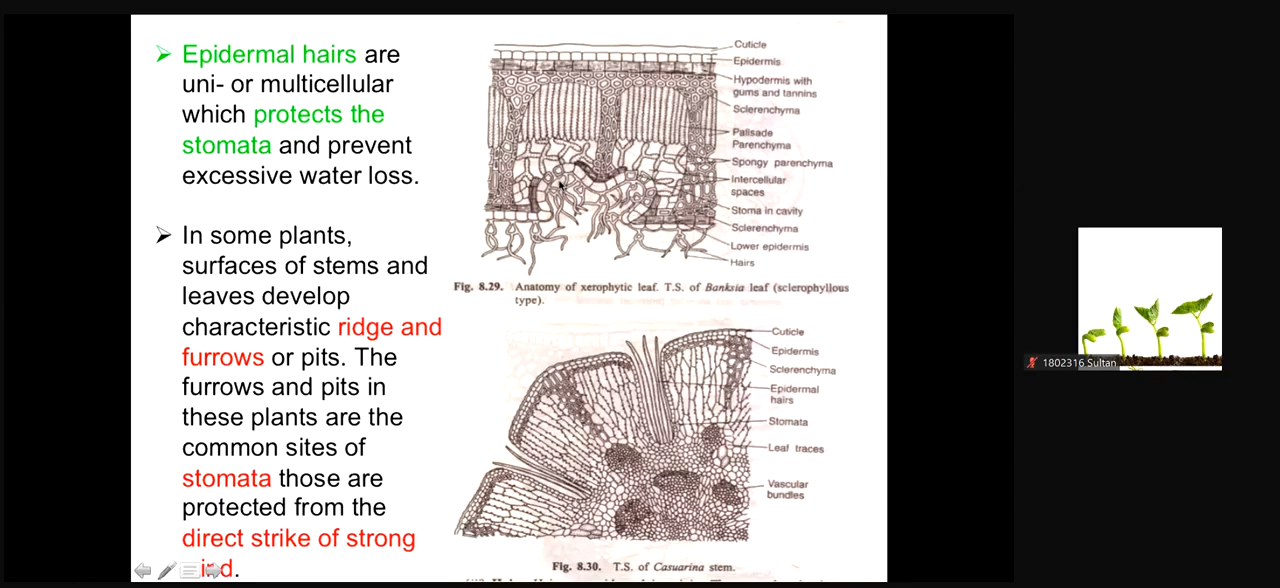 Epidermal hairs are
uni- or multicellular
which protects the
stomata and prevent
excessive water loss.
In some plants,
surfaces of stems and
leaves develop
characteristic ridge and
furrows or pits. The
furrows and pits in
these plants are the
common sites of
stomata those are
protected from the
direct strike of strong
Cuticle
Epidermis
Hypodermis with
gums and tannins
Sclerenchyma
Palisade
Parenchyma
Spongy parenchyma
Intercellular
spaces
Stoma in cavity
Sclerenchyma
Lower epidermis
Hairs
Fig. 8.29. Anatomy of xerophytic leaf. T.S. of Banksia leaf (sclerophyllous
type).
Cuticle
Epidermis
Sclerenchyma
Epidermal
hairs
Stomata
Leaf traces
Vascular
bundles
Fig. 8.30. T.S. of Casuarina stem.
1802316 Sultan